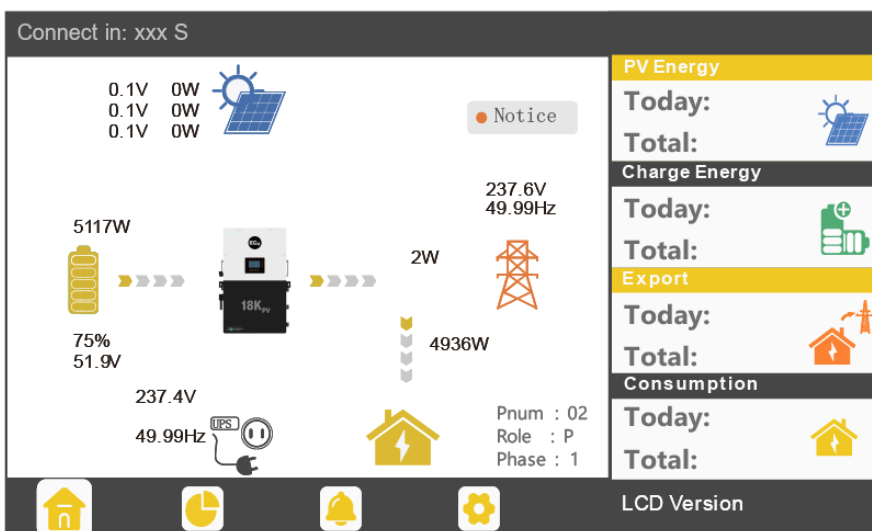 Connect in: xxx S
0.1V 0W
0.1V 0W
0.1V 0W
Notice
237.6V
49.99Hz
5117W
2W
18KPV
75%
51.9V
4936W
237.4V
49.99Hz
UPS
Pnum : 02
Role : P
Phase : 1
PV Energy
Today:
Total:
Charge Energy
Today:
Total:
Export
Today:
Total:
Consumption
Today:
Total:
LCD Version